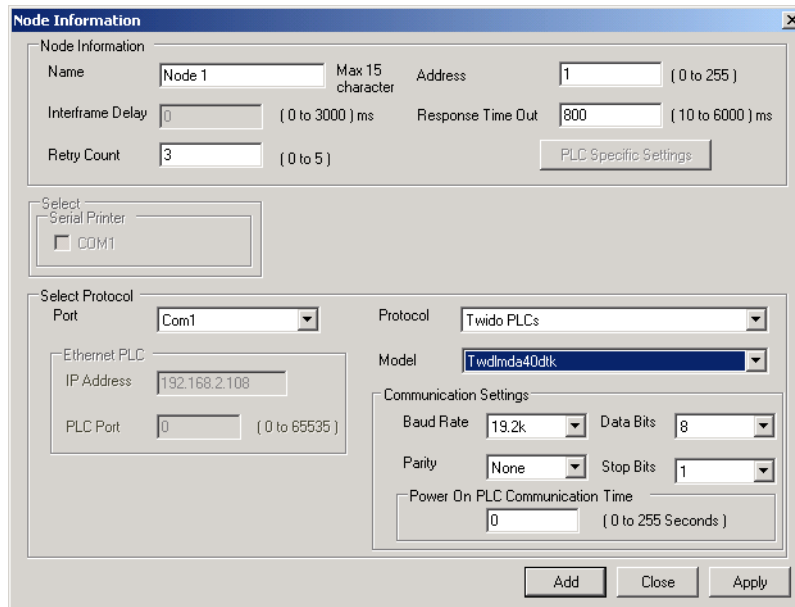 Node Information
Node Information
Name Node 1 Max 15 character Address 1 ( 0 to 255 )
Interframe Delay 0 ( 0 to 3000 ) ms Response Time Out 800 ( 10 to 6000 ) ms
Retry Count 3 ( 0 to 5 ) PLC Specific Settings
Select
Serial Printer
COM1
Select Protocol
Port Com1 Protocol Twido PLCs
Ethernet PLC Model Twdlmda40dtk
IP Address 192.168.2.108 Communication Settings
Baud Rate 19.2k Data Bits 8
PLC Port 0 ( 0 to 65535 )
Parity None Stop Bits 1
Power On PLC Communication Time
0 ( 0 to 255 Seconds )
Add Close Apply